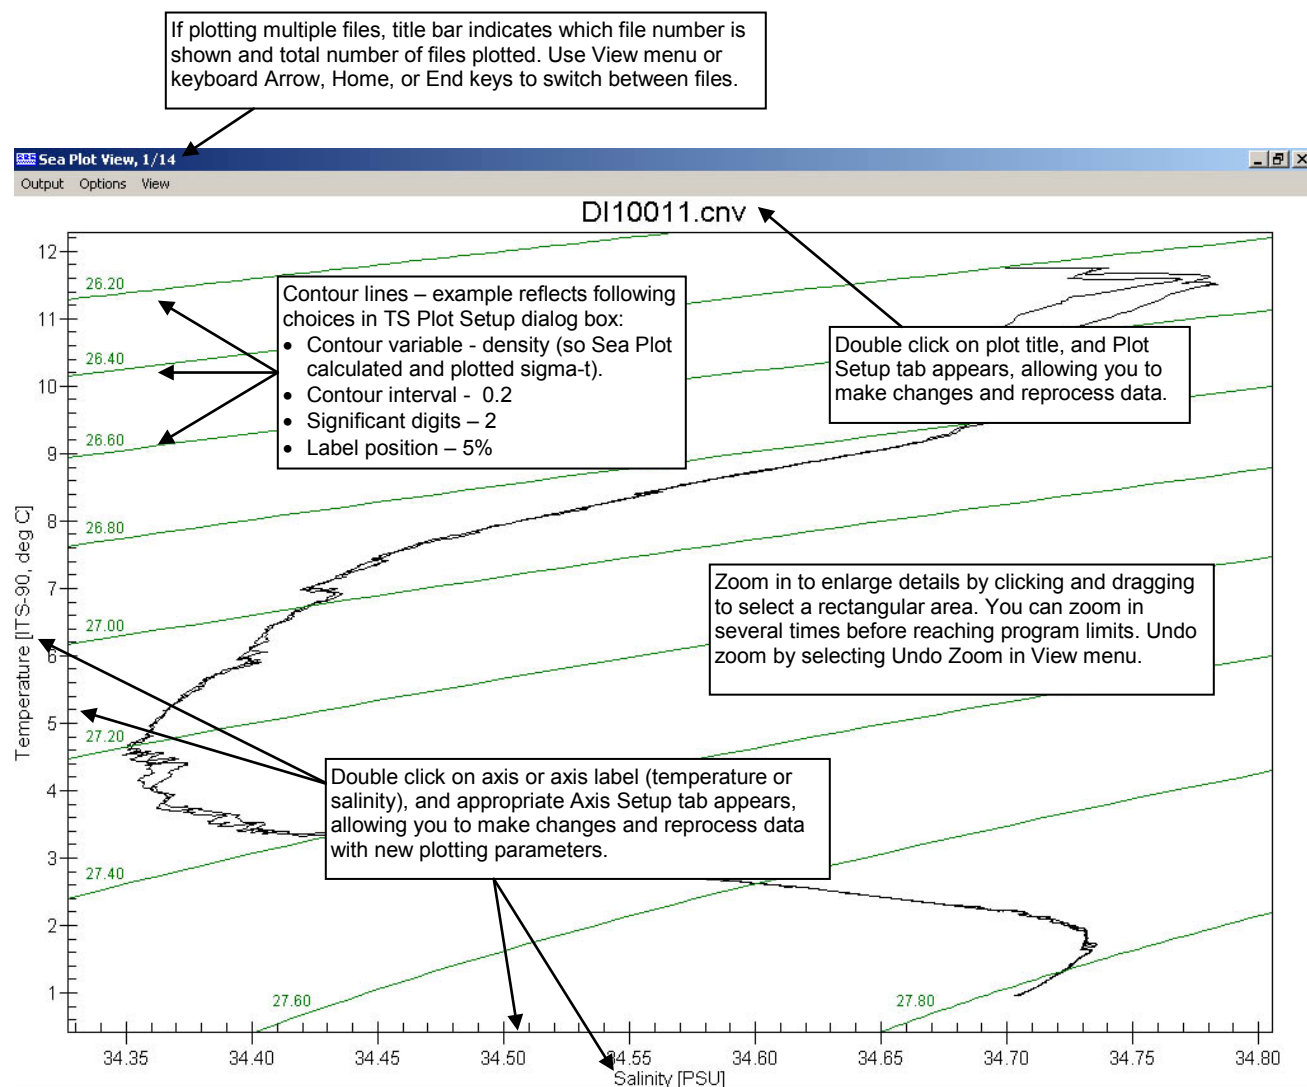 If plotting multiple files, title bar indicates which file number is
shown and total number of files plotted. Use View menu or
keyboard Arrow, Home, or End keys to switch between files.
Sea Plot View, 1/14
Output Options View
DI10011.cnv
12
11
10
9
8
7
6
5
4
3
2
1
Temperature [ITS-90, deg C]
26.20
26.40
26.60
26.80
27.00
27.20
27.40
27.60
27.80
Contour lines – example reflects following
choices in TS Plot Setup dialog box:
• Contour variable - density (so Sea Plot
calculated and plotted sigma-t).
• Contour interval - 0.2
• Significant digits – 2
• Label position – 5%
Double click on plot title, and Plot
Setup tab appears, allowing you to
make changes and reprocess data.
Zoom in to enlarge details by clicking and dragging
to select a rectangular area. You can zoom in
several times before reaching program limits. Undo
zoom by selecting Undo Zoom in View menu.
Double click on axis or axis label (temperature or
salinity), and appropriate Axis Setup tab appears,
allowing you to make changes and reprocess data
with new plotting parameters.
34.35 34.40 34.45 34.50 34.55 34.60 34.65 34.70 34.75 34.80
Salinity [PSU]